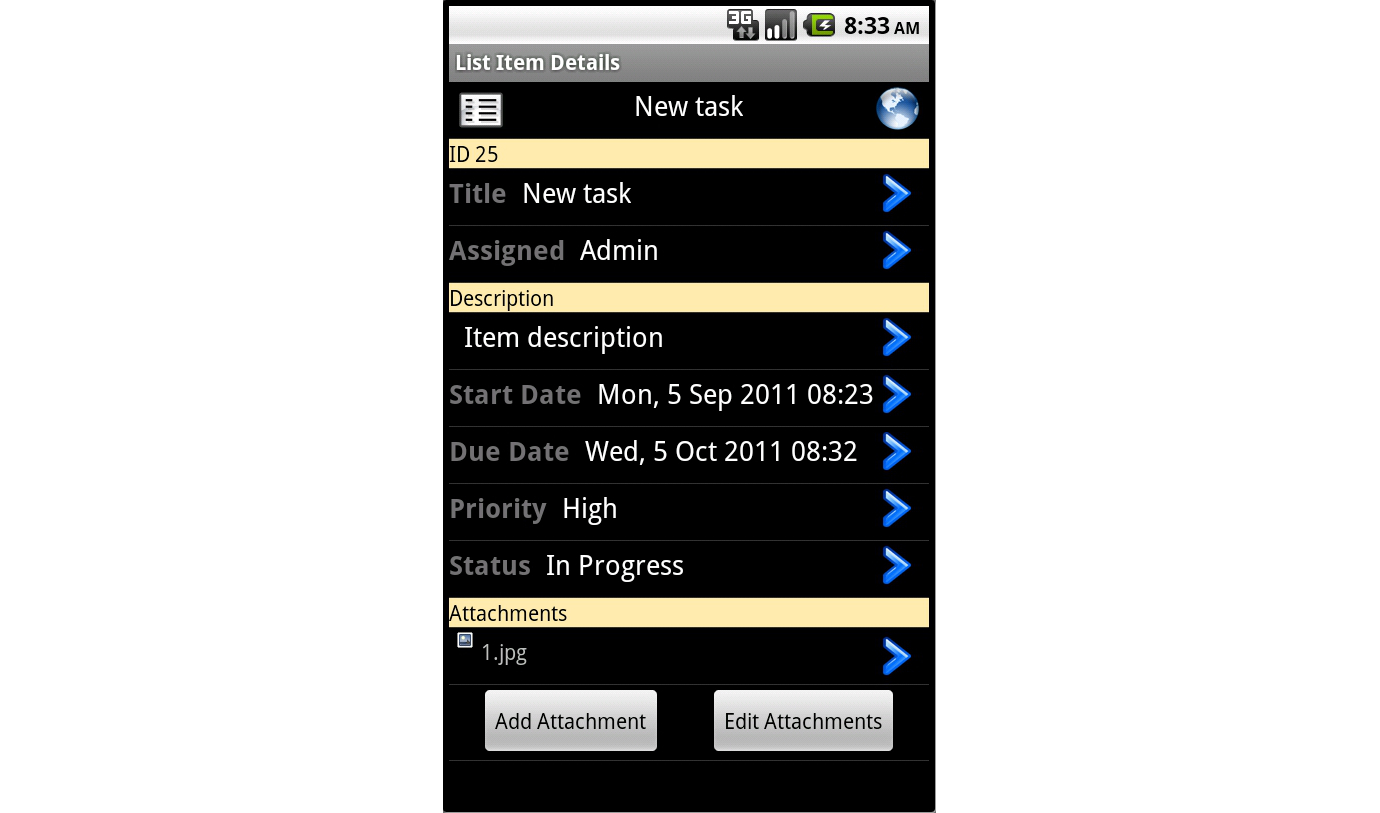 3G 8:33 AM
List Item Details
New task
ID 25
Title New task
Assigned Admin
Description
Item description
Start Date Mon, 5 Sep 2011 08:23
Due Date Wed, 5 Oct 2011 08:32
Priority High
Status In Progress
Attachments
1.jpg
Add Attachment Edit Attachments